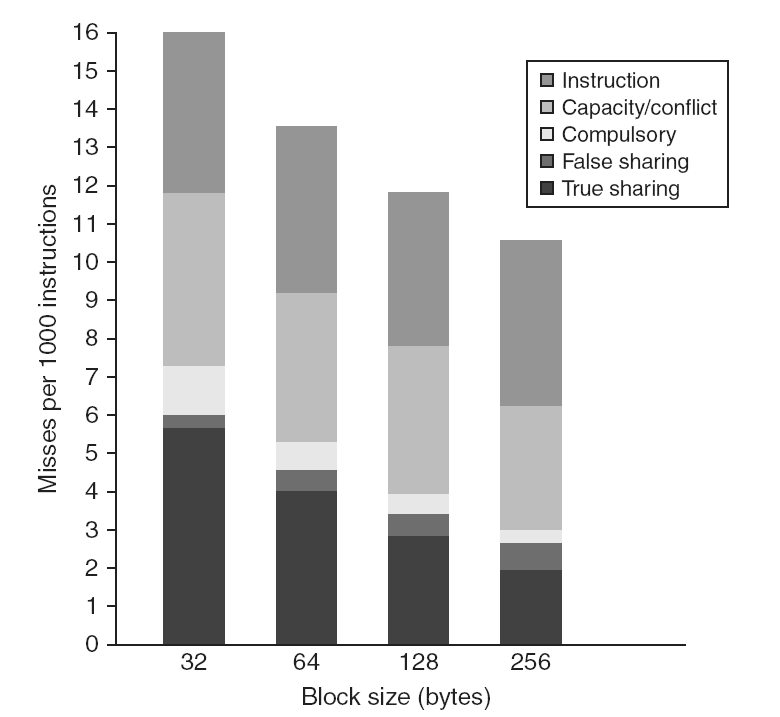 Misses per 1000 instructions
16
15
14
13
12
11
10
9
8
7
6
5
4
3
2
1
0
Instruction
Capacity/conflict
Compulsory
False sharing
True sharing
32 64 128 256
Block size (bytes)